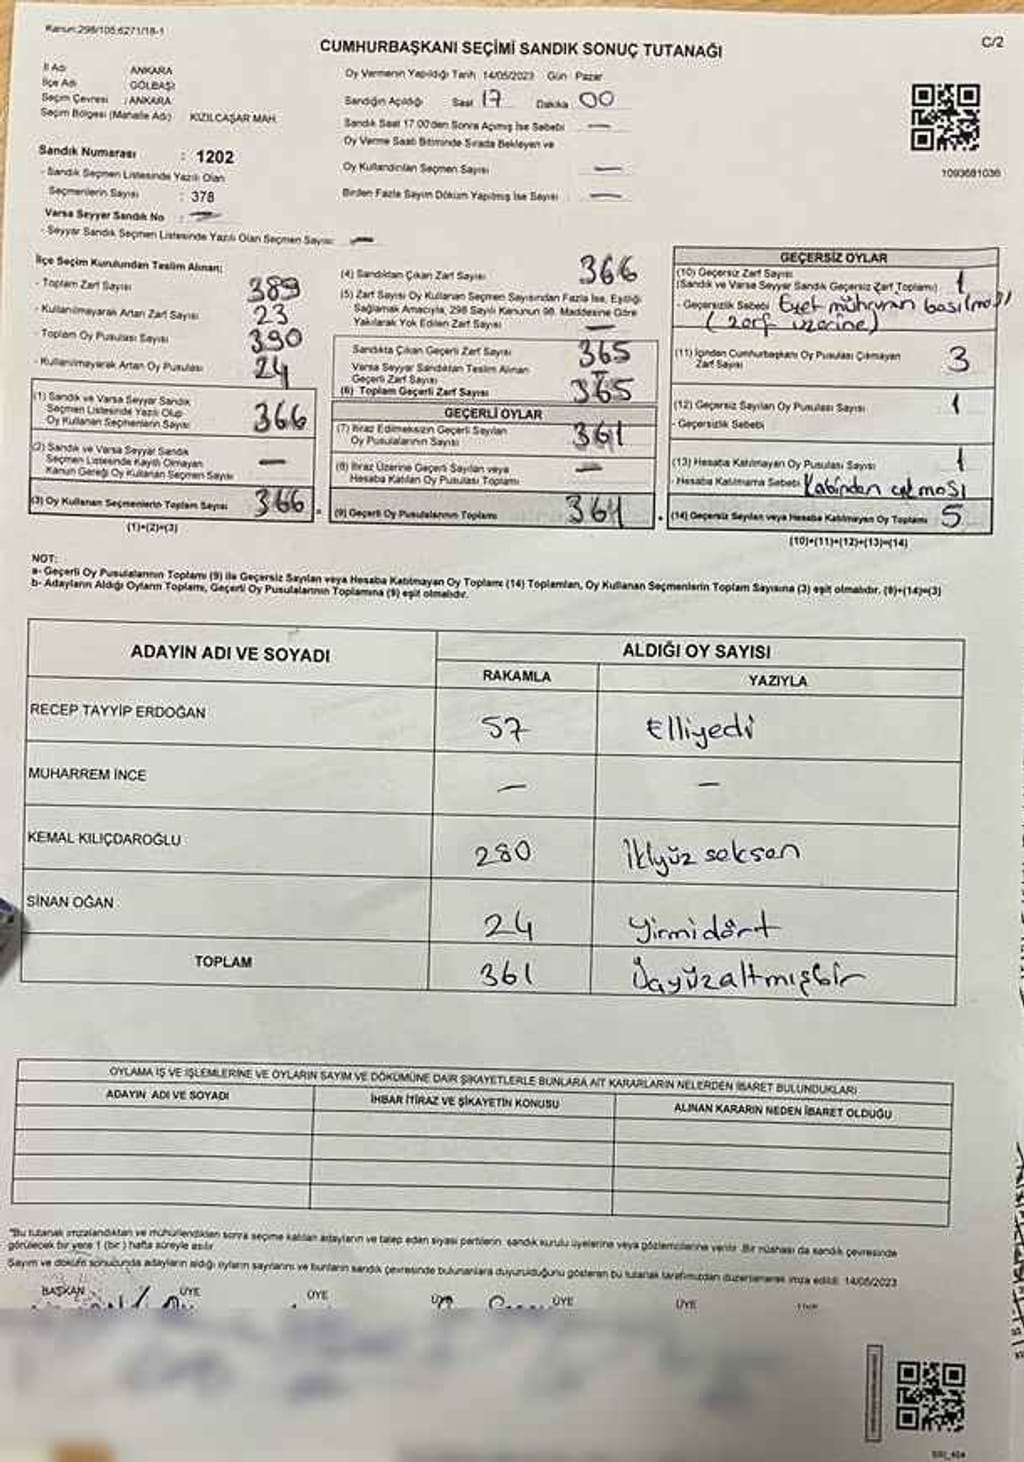 Kanun:298/105,6271/18-1
C/2
CUMHURBAŞKANI SEÇİMİ SANDIK SONUÇ TUTANAĞI
İl Adı ANKARA
İlçe Adı GÖLBAŞI
Seçim Çevresi : ANKARA
Seçim Bölgesi (Mahalle Adı) KIZILCAŞAR MAH.
Oy Vermenin Yapıldığı Tarih 14/05/2023 Gün : Pazar
Sandığın Açıldığı Saat 17 Dakika 00
Sandık Saat 17.00'den Sonra Açılmış İse Sebebi —
Oy Verme Saati Bitiminde Sırada Bekleyen ve
Oy Kullandırılan Seçmen Sayısı —
Birden Fazla Sayım Döküm Yapılmış İse Sayısı : —
1093681036
Sandık Numarası : 1202
- Sandık Seçmen Listesinde Yazılı Olan
Seçmenlerin Sayısı : 378
Varsa Seyyar Sandık No : —
- Seyyar Sandık Seçmen Listesinde Yazılı Olan Seçmen Sayısı: —
İlçe Seçim Kurulundan Teslim Alınan:
- Toplam Zarf Sayısı 389
- Kullanılmayarak Artan Zarf Sayısı 23
- Toplam Oy Pusulası Sayısı 390
- Kullanılmayarak Artan Oy Pusulası 24
(1) Sandık ve Varsa Seyyar Sandık
Seçmen Listesinde Yazılı Olup
Oy Kullanan Seçmenlerin Sayısı 366
(2) Sandık ve Varsa Seyyar Sandık
Seçmen Listesinde Kayıtlı Olmayan
Kanun Gereği Oy Kullanan Seçmen Sayısı —
(3) Oy Kullanan Seçmenlerin Toplam Sayısı 366
(1)+(2)=(3)
(4) Sandıktan Çıkan Zarf Sayısı 366
(5) Zarf Sayısı Oy Kullanan Seçmen Sayısından Fazla İse, Eşitliği
Sağlamak Amacıyla, 298 Sayılı Kanunun 98. Maddesine Göre
Yakılarak Yok Edilen Zarf Sayısı —
Sandıkta Çıkan Geçerli Zarf Sayısı 365
Varsa Seyyar Sandıktan Teslim Alınan
Geçerli Zarf Sayısı —
(6) Toplam Geçerli Zarf Sayısı 365
GEÇERLİ OYLAR
(7) İtiraz Edilmeksizin Geçerli Sayılan
Oy Pusulalarının Sayısı 361
(8) İtiraz Üzerine Geçerli Sayılan veya
Hesaba Katılan Oy Pusulası Toplamı —
(9) Geçerli Oy Pusulalarının Toplamı 361
GEÇERSİZ OYLAR
(10) Geçersiz Zarf Sayısı
(Sandık ve Varsa Seyyar Sandık Geçersiz Zarf Toplamı) 1
- Geçersizlik Sebebi Evet mührünün basılması
(zarf üzerine)
(11) İçinden Cumhurbaşkanı Oy Pusulası Çıkmayan
Zarf Sayısı 3
(12) Geçersiz Sayılan Oy Pusulası Sayısı 1
- Geçersizlik Sebebi
(13) Hesaba Katılmayan Oy Pusulası Sayısı 1
- Hesaba Katılmama Sebebi Kabinden çıkması
(14) Geçersiz Sayılan veya Hesaba Katılmayan Oy Toplamı 5
(10)+(11)+(12)+(13)=(14)
NOT:
a- Geçerli Oy Pusulalarının Toplamı (9) ile Geçersiz Sayılan veya Hesaba Katılmayan Oy Toplamı (14) Toplamları, Oy Kullanan Seçmenlerin Toplam Sayısına (3) eşit olmalıdır, (9)+(14)=(3)
b- Adayların Aldığı Oyların Toplamı, Geçerli Oy Pusulalarının Toplamına (9) eşit olmalıdır.
ADAYIN ADI VE SOYADI
ALDIĞI OY SAYISI
RAKAMLA YAZIYLA
RECEP TAYYİP ERDOĞAN 57 Elliyedi
MUHARREM İNCE — —
KEMAL KILIÇDAROĞLU 280 İkiyüz seksen
SİNAN OĞAN 24 Yirmidört
TOPLAM 361 Üçyüzaltmışbir
OYLAMA İŞ VE İŞLEMLERİNE VE OYLARIN SAYIM VE DÖKÜMÜNE DAİR ŞİKAYETLERLE BUNLARA AİT KARARLARIN NELERDEN İBARET BULUNDUKLARI
ADAYIN ADI VE SOYADI İHBAR İTİRAZ VE ŞİKAYETİN KONUSU ALINAN KARARIN NEDEN İBARET OLDUĞU
"Bu tutanak imzalandıktan ve mühürlendikten sonra seçime katılan adayların ve talep eden siyasi partilerin sandık kurulu üyelerine veya gözlemcilerine verilir. Bir nüshası da sandık çevresinde
görülecek bir yere 1 (bir) hafta süreyle asılır.
Sayım ve döküm sonucunda adayların aldığı oyların sayılarını ve bunların sandık çevresinde bulunanlara duyurulduğunu gösteren bu tutanak tarafımızdan düzenlenerek imza edildi. 14/05/2023
BAŞKAN ÜYE ÜYE ÜYE ÜYE